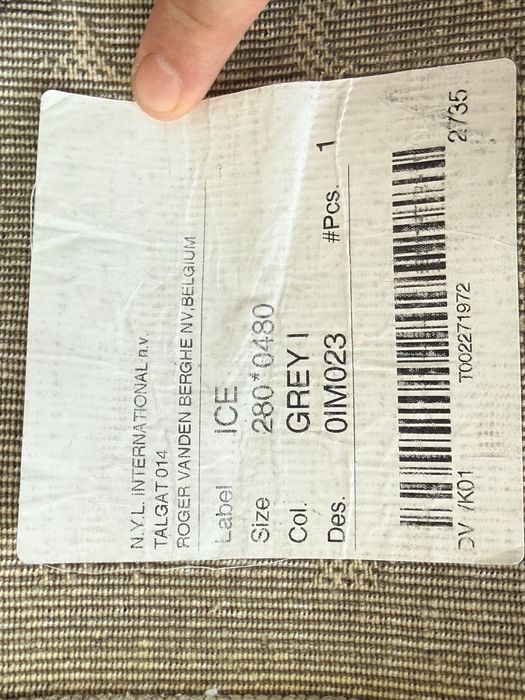 N.Y.L. INTERNATIONAL n.v.
TALGAT 014
ROGER VANDEN BERGHE NV, BELGIUM
Label ICE
Size 280*0480
Col. GREY I
Des. 0IM023 #Pcs. 1
T002271972
/K01 2735